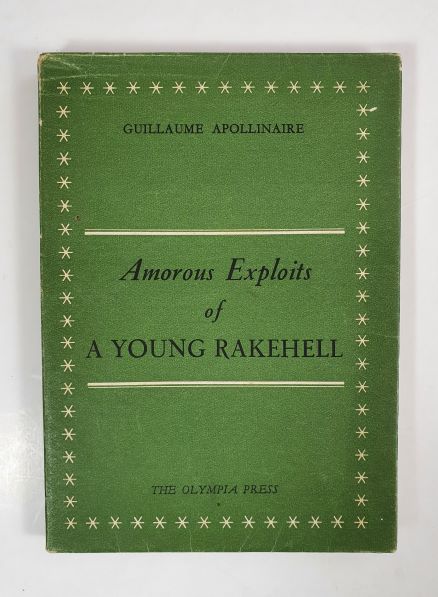 GUILLAUME APOLLINAIRE
Amorous Exploits
of
A YOUNG RAKEHELL
THE OLYMPIA PRESS